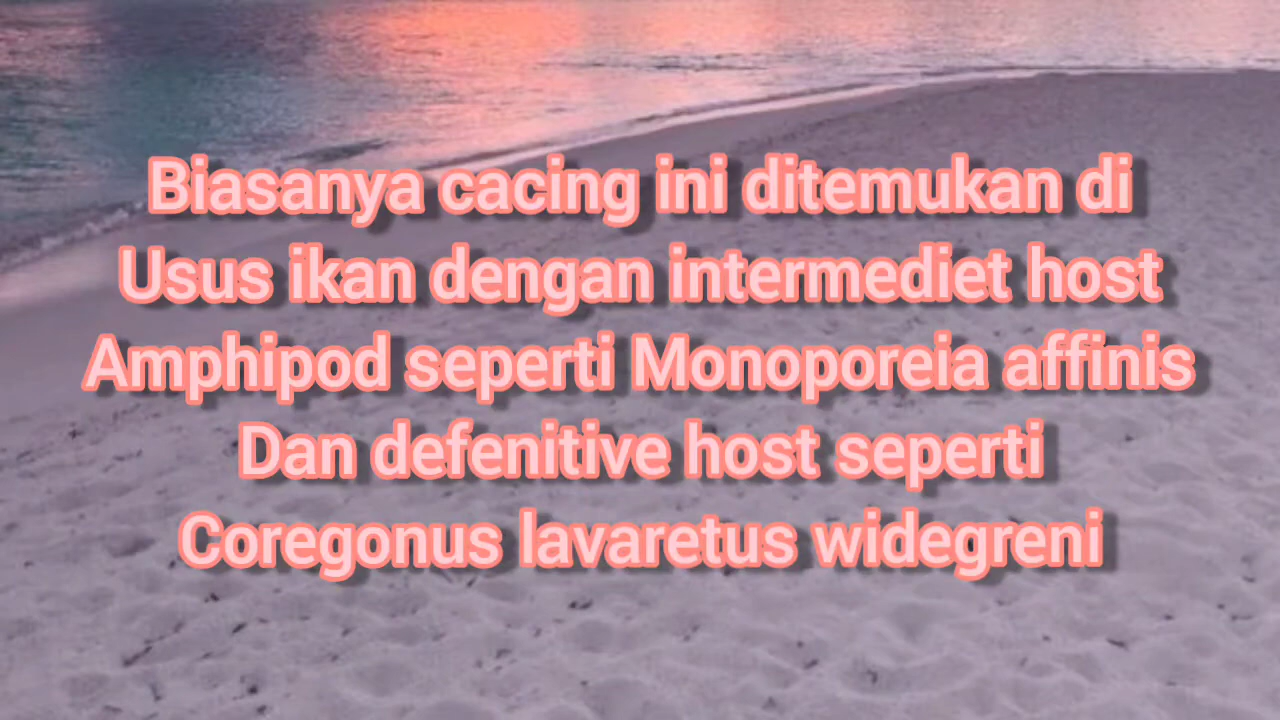 Biasanya cacing ini ditemukan di
Usus ikan dengan intermediet host
Amphipod seperti Monoporeia affinis
Dan defenitive host seperti
Coregonus lavaretus widegreni